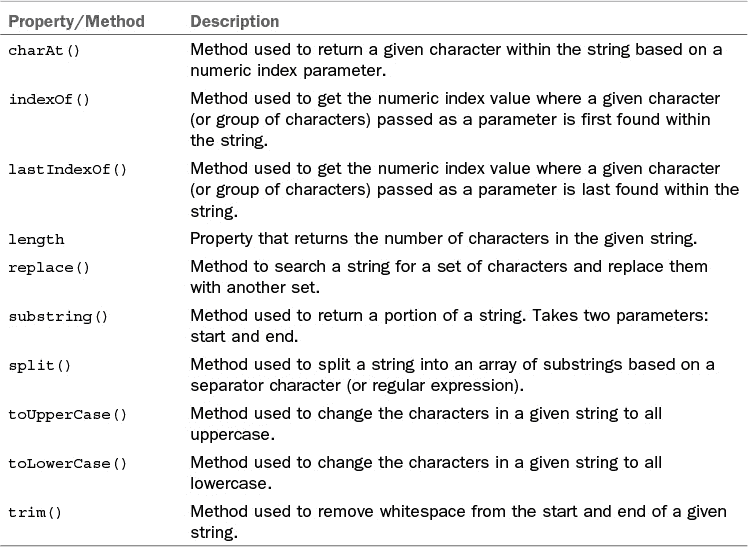 Property/Method Description
charAt() Method used to return a given character within the string based on a
numeric index parameter.
indexOf() Method used to get the numeric index value where a given character
(or group of characters) passed as a parameter is first found within
the string.
lastIndexOf() Method used to get the numeric index value where a given character
(or group of characters) passed as a parameter is last found within the
string.
length Property that returns the number of characters in the given string.
replace() Method to search a string for a set of characters and replace them
with another set.
substring() Method used to return a portion of a string. Takes two parameters:
start and end.
split() Method used to split a string into an array of substrings based on a
separator character (or regular expression).
toUpperCase() Method used to change the characters in a given string to all
uppercase.
toLowerCase() Method used to change the characters in a given string to all
lowercase.
trim() Method used to remove whitespace from the start and end of a given
string.